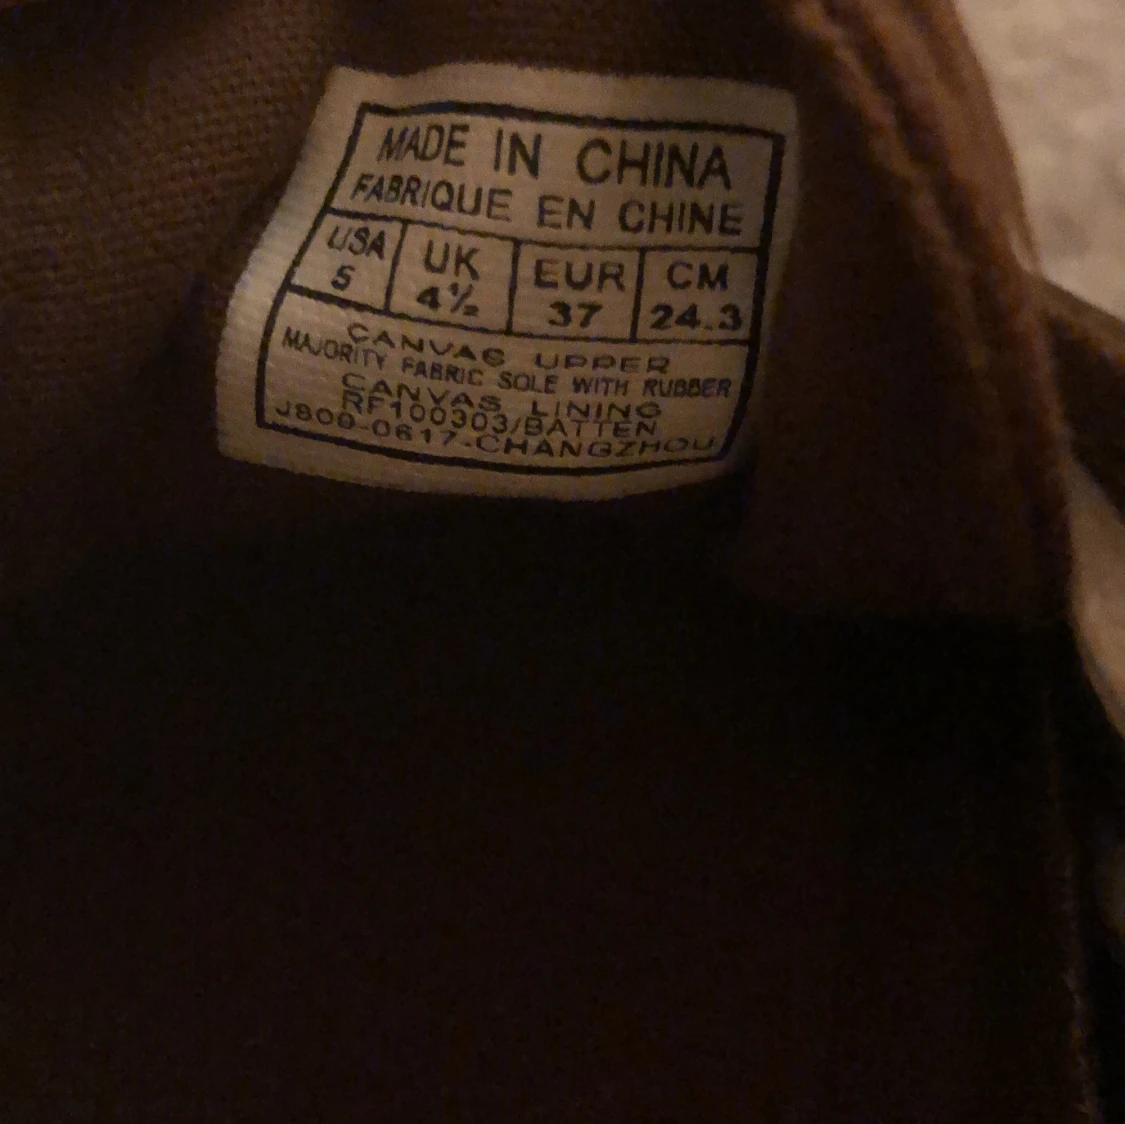 MADE IN CHINA
FABRIQUE EN CHINE
USA UK EUR CM
5 4½ 37 24.3
CANVAS UPPER
MAJORITY FABRIC SOLE WITH RUBBER
CANVAS LINING
RF100303/BATTEN
J809-0617-CHANGZHOU